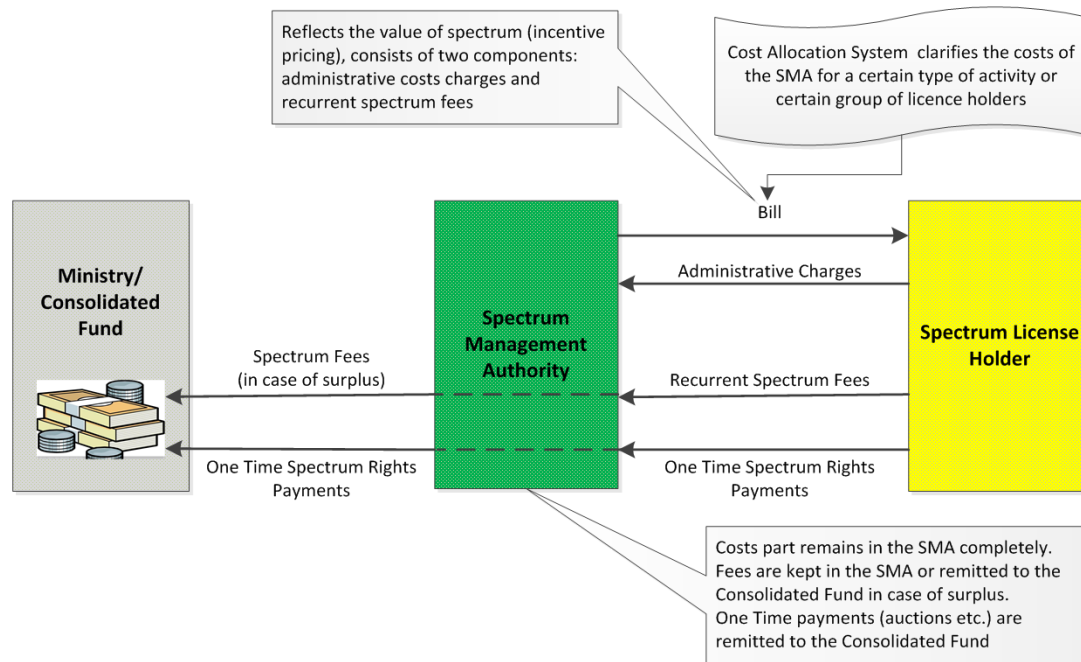 Reflects the value of spectrum (incentive
pricing), consists of two components:
administrative costs charges and
recurrent spectrum fees
Cost Allocation System clarifies the costs of
the SMA for a certain type of activity or
certain group of licence holders
Bill
Administrative Charges
Ministry/
Consolidated
Fund
Spectrum
Management
Authority
Spectrum License
Holder
Spectrum Fees
(in case of surplus)
Recurrent Spectrum Fees
One Time Spectrum Rights
Payments
One Time Spectrum Rights
Payments
Costs part remains in the SMA completely.
Fees are kept in the SMA or remitted to the
Consolidated Fund in case of surplus.
One Time payments (auctions etc.) are
remitted to the Consolidated Fund